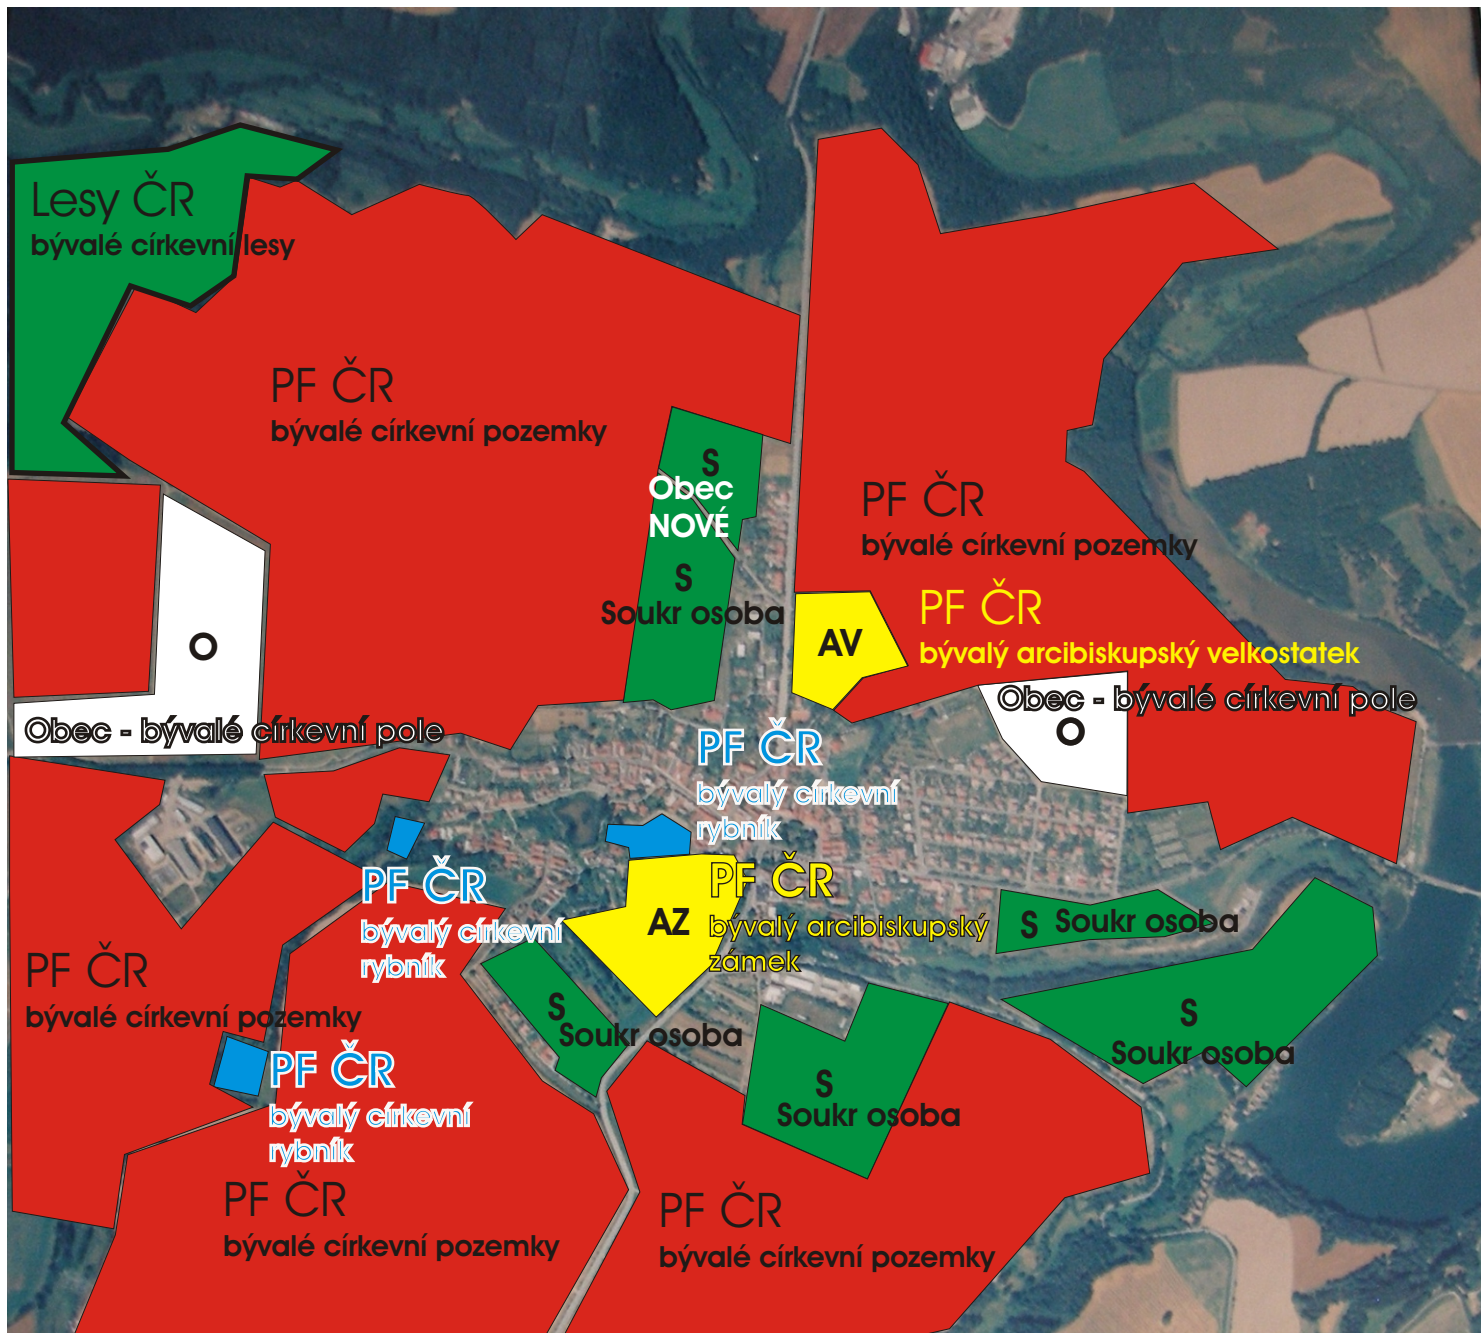 Lesy ČR
bývalé církevní lesy
PF ČR
bývalé církevní pozemky
S
Obec
NOVÉ
S
Soukr osoba
PF ČR
bývalé církevní pozemky
AV
PF ČR
bývalý arcibiskupský velkostatek
O
Obec - bývalé církevní pole
Obec - bývalé církevní pole
O
PF ČR
bývalý církevní
rybník
PF ČR
bývalý církevní
rybník
AZ
PF ČR
bývalý arcibiskupský
zámek
S Soukr osoba
PF ČR
bývalé církevní pozemky
S
Soukr osoba
S
Soukr osoba
PF ČR
bývalý církevní
rybník
S
Soukr osoba
PF ČR
bývalé církevní pozemky
PF ČR
bývalé církevní pozemky